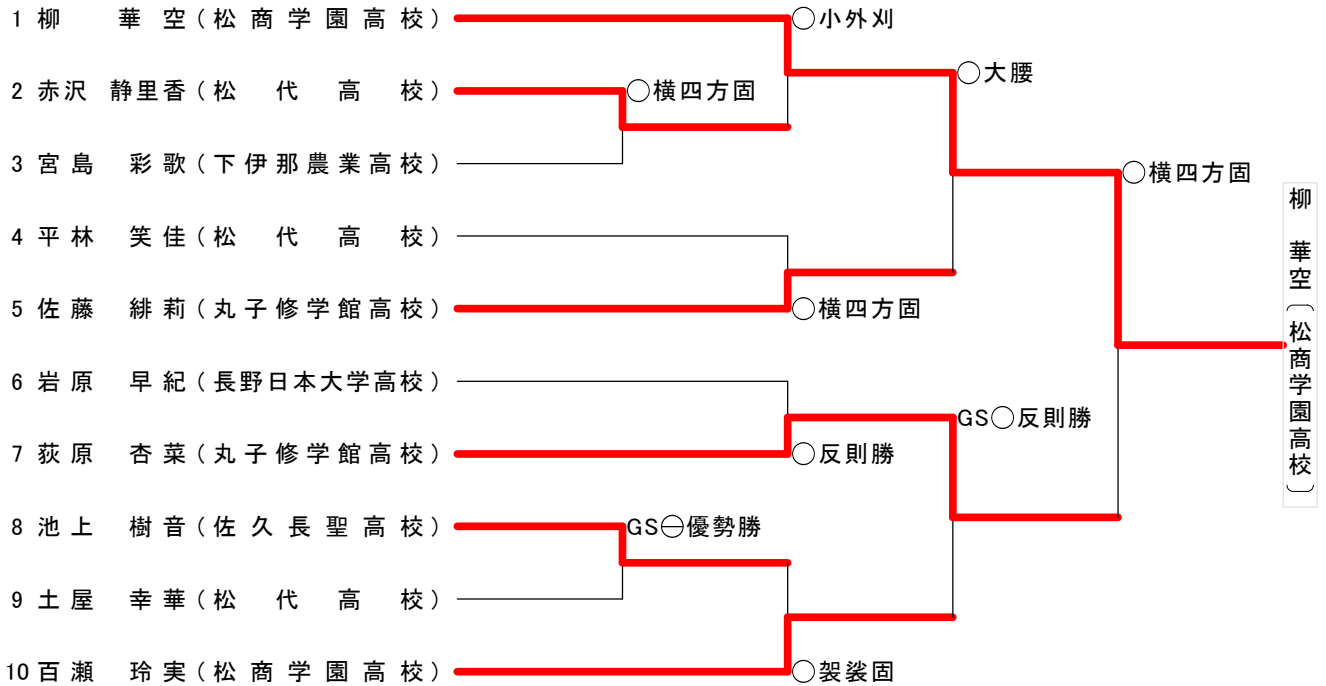 1 柳 華空(松商学園高校) ○小外刈
○大腰
2 赤沢 静里香(松代高校) ○横四方固
3 宮島 彩歌(下伊那農業高校) ○横四方固
柳 華空〔松商学園高校〕
4 平林 笑佳(松代高校)
5 佐藤 緋莉(丸子修学館高校) ○横四方固
6 岩原 早紀(長野日本大学高校)
GS○反則勝
7 荻原 杏菜(丸子修学館高校) ○反則勝
8 池上 樹音(佐久長聖高校) GS⊖優勢勝
9 土屋 幸華(松代高校)
10 百瀬 玲実(松商学園高校) ○袈裟固